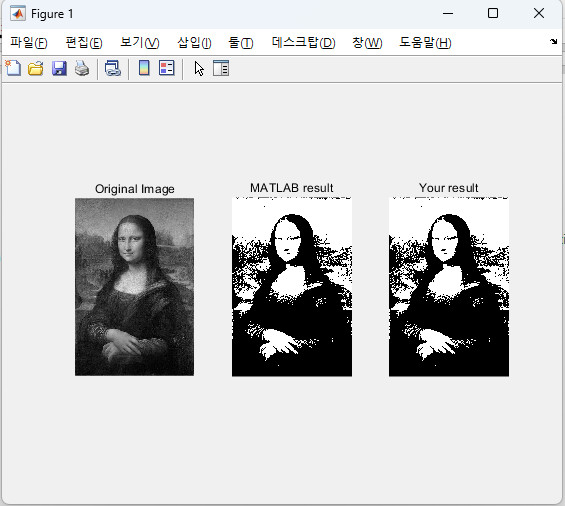 Figure 1
파일(F) 편집(E) 보기(V) 삽입(I) 툴(T) 데스크탑(D) 창(W) 도움말(H)
Original Image MATLAB result Your result